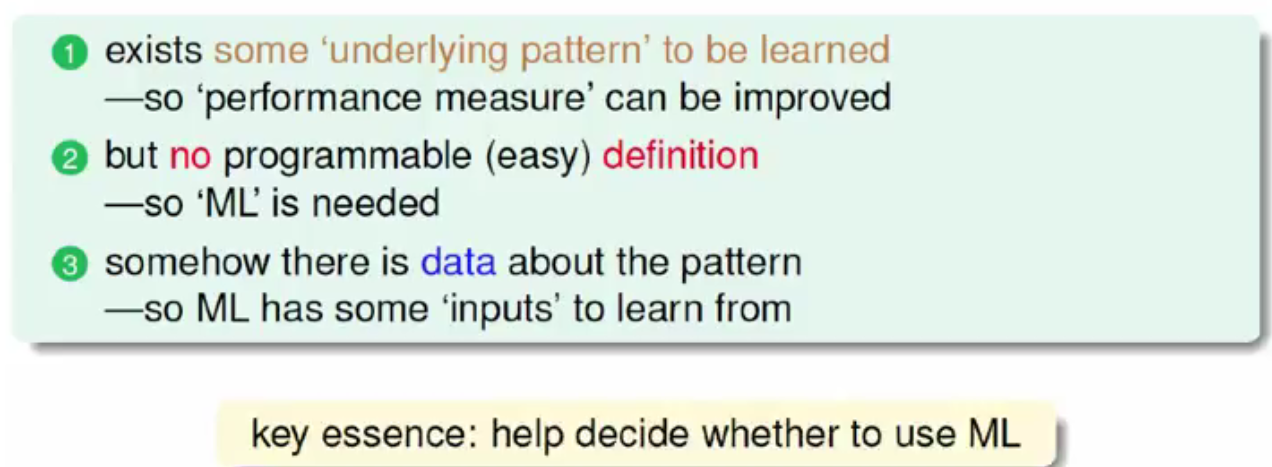 1 exists some ‘underlying pattern’ to be learned
—so ‘performance measure’ can be improved
2 but no programmable (easy) definition
—so ‘ML’ is needed
3 somehow there is data about the pattern
—so ML has some ‘inputs’ to learn from
key essence: help decide whether to use ML